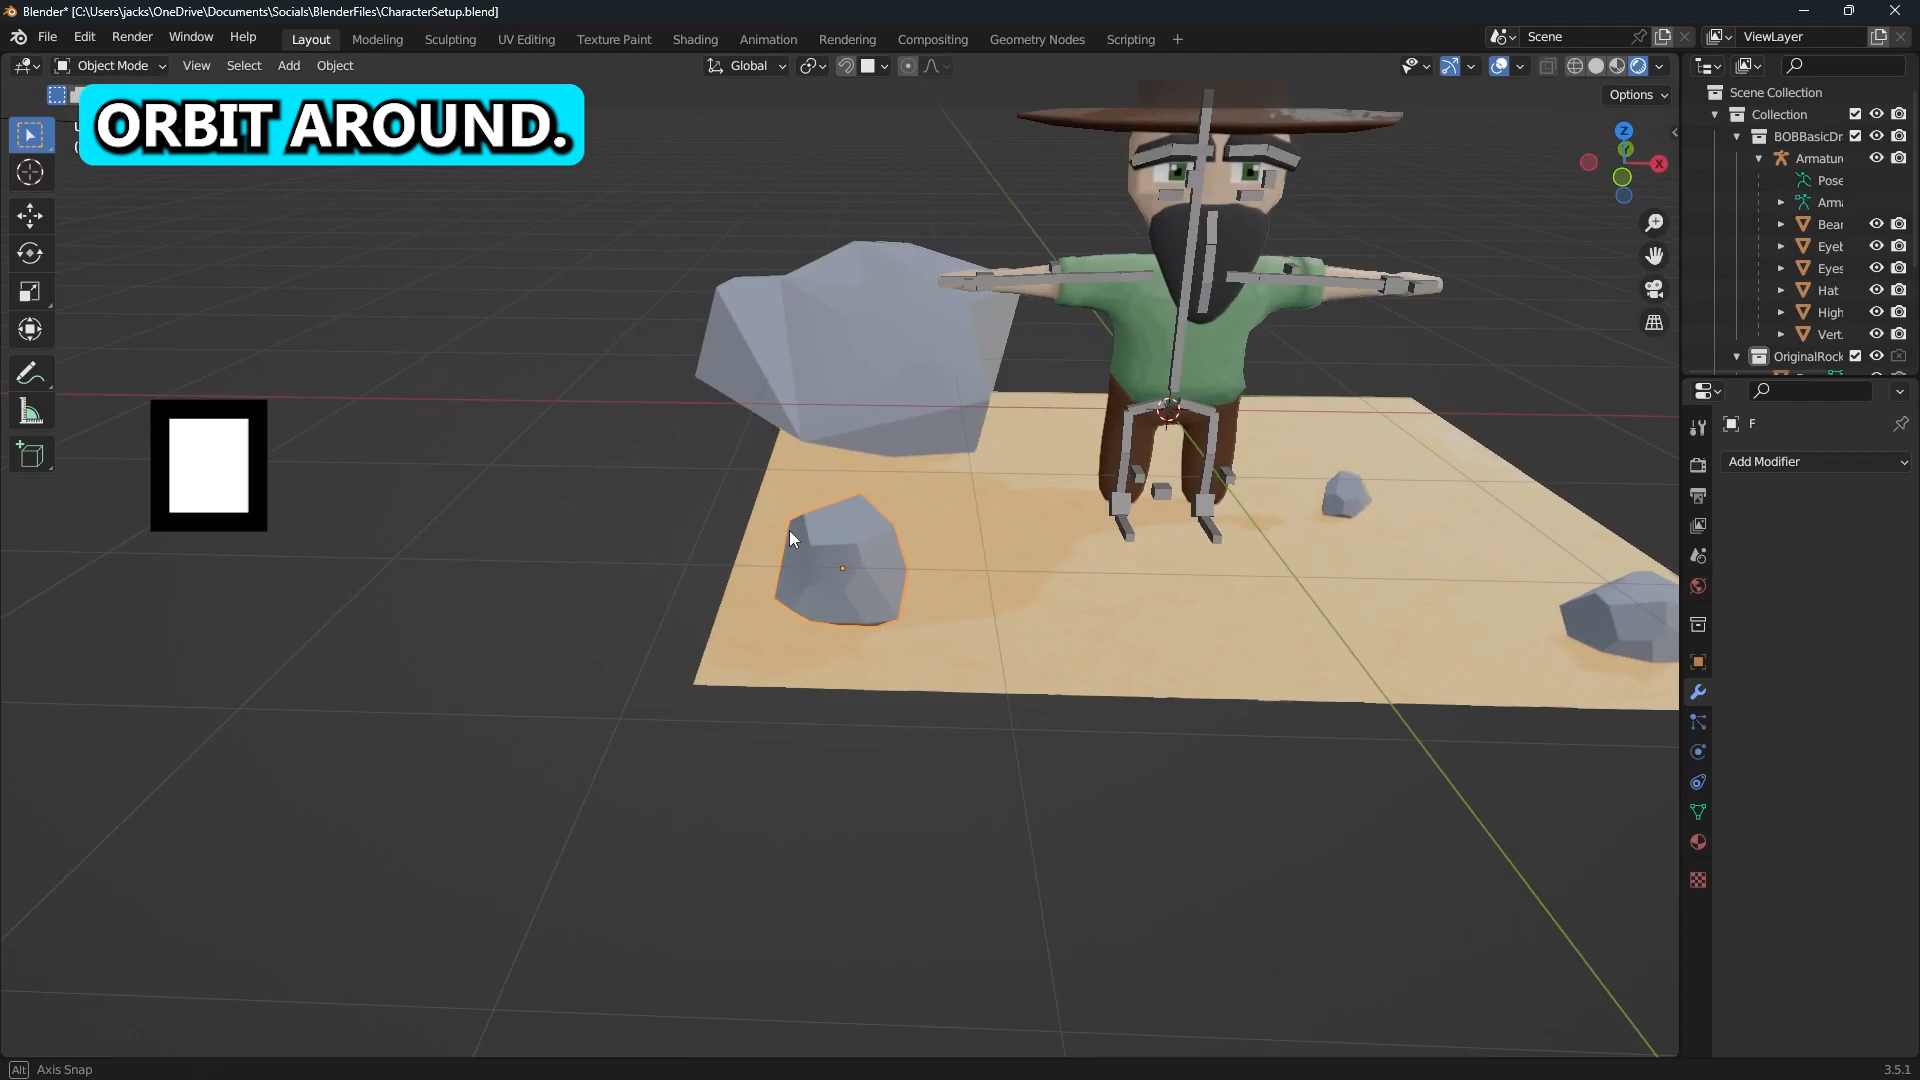 Blender* [C:\Users\jacks\OneDrive\Documents\Socials\BlenderFiles\CharacterSetup.blend]
File Edit Render Window Help Layout Modeling Sculpting UV Editing Texture Paint Shading Animation Rendering Compositing Geometry Nodes Scripting + Scene ViewLayer
Object Mode View Select Add Object Global
Options
ORBIT AROUND.
Z
Y
X
Scene Collection
Collection
BOBBasicDr
Armatur
Pose
Arma
Bear
Eyeb
Eyes
Hat
High
Vert
OriginalRock
F
Add Modifier
Alt Axis Snap
3.5.1